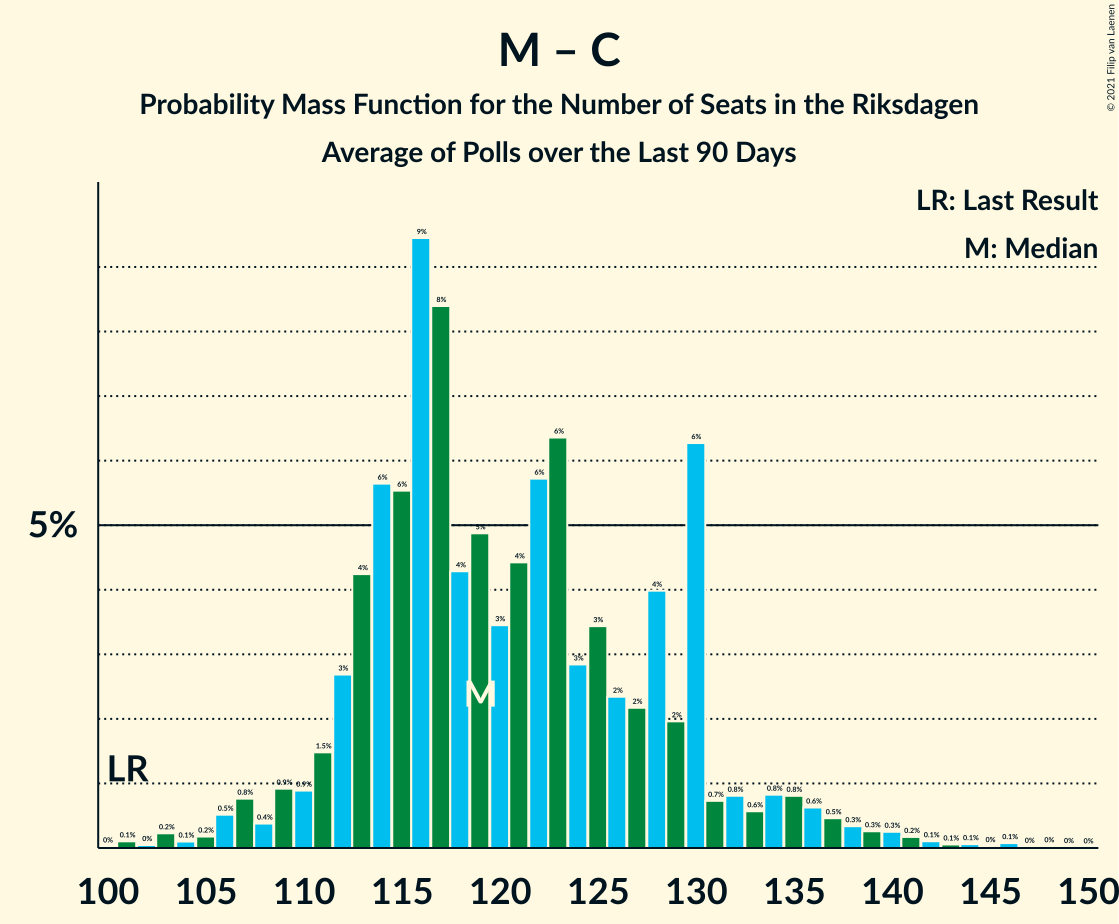 M – C
Probability Mass Function for the Number of Seats in the Riksdagen
Average of Polls over the Last 90 Days
© 2021 Filip van Laenen
LR: Last Result
M: Median
5%
LR
M
0% 0.1% 0% 0.2% 0.1% 0.2% 0.5% 0.8% 0.4% 0.9% 0.9% 1.5% 3% 4% 6% 6% 9% 8% 4% 5% 3% 4% 6% 6% 3% 3% 2% 2% 4% 2% 6% 0.7% 0.8% 0.6% 0.8% 0.8% 0.6% 0.5% 0.3% 0.3% 0.3% 0.2% 0.1% 0.1% 0.1% 0% 0.1% 0% 0% 0% 0%
100 105 110 115 120 125 130 135 140 145 150